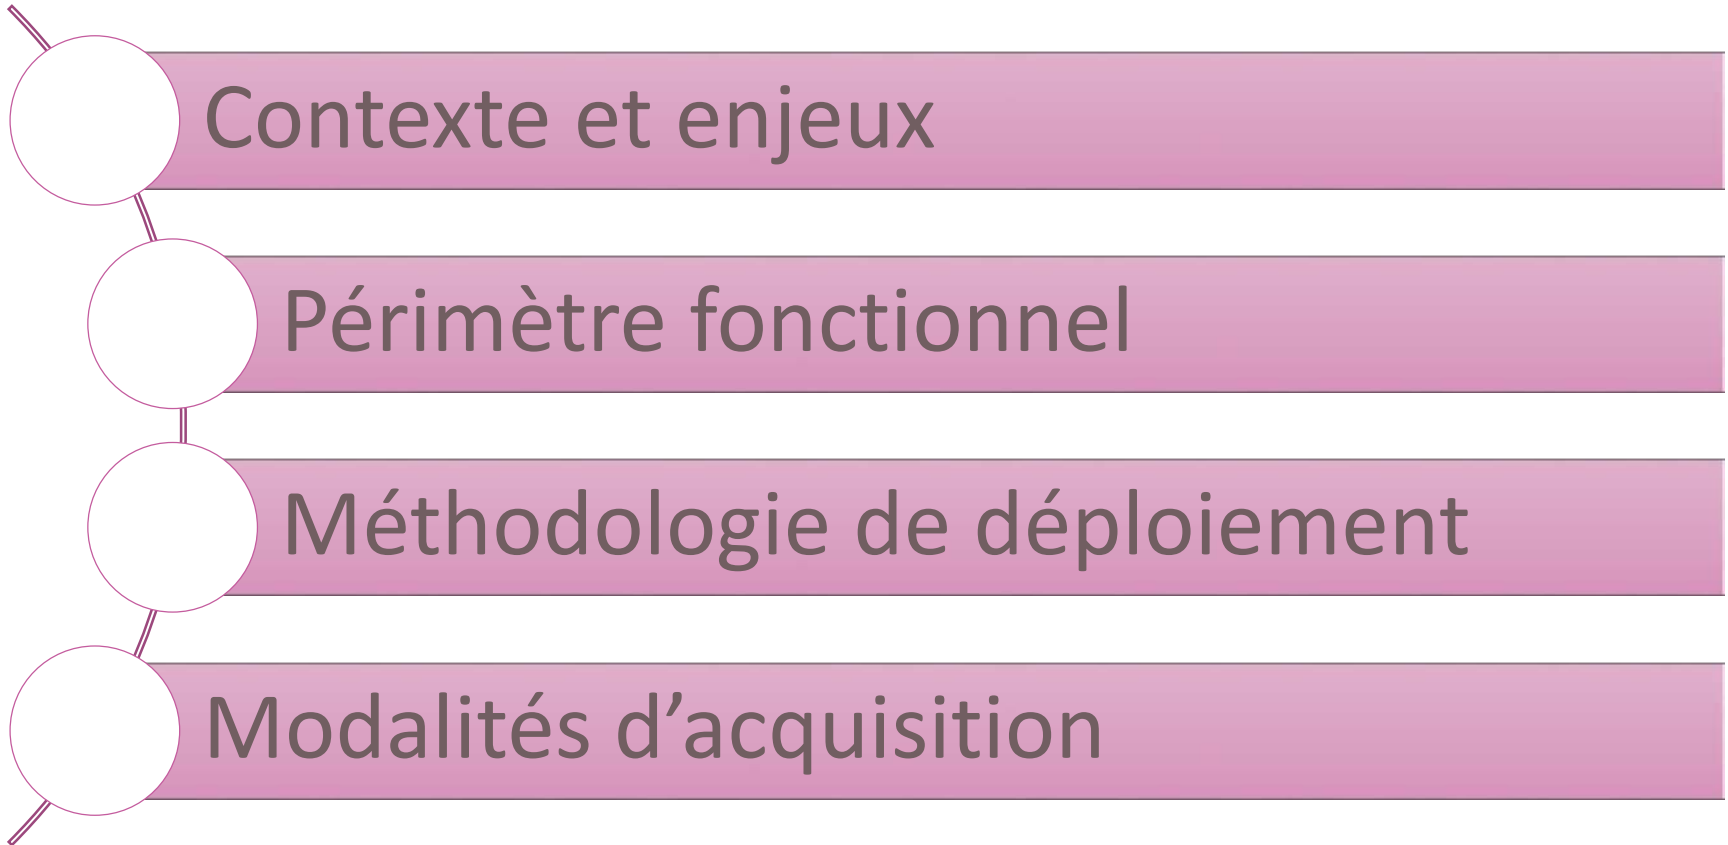 Contexte et enjeux
Périmètre fonctionnel
Méthodologie de déploiement
Modalités d’acquisition